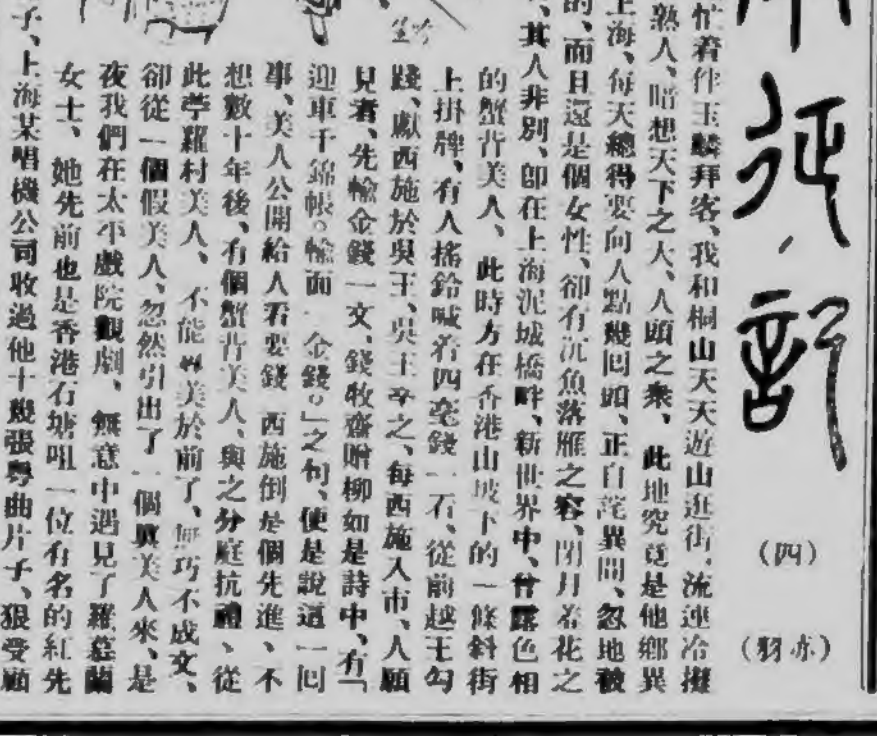 征記
(四)
(亦羽)
忙着伴玉麟拜客、我和桐山天天遊山逛街、流連冷攤
熟人、暗想天下之大、人頭之衆、此地究竟是他鄉異
上海、每天總得要向人點幾回頭、正自詫異間、忽地被
的、而且還是個女性、卻有沉魚落雁之容、閉月羞花之
、其人非別、卽在上海泥城橋畔、新世界中、曾露色相
的蟹背美人、此時方在香港山坡下的一條斜街
上掛牌、有人搖鈴喊着四毫錢一看、從前越王勾
踐、獻西施於吳王、吳王幸之、每西施入市、人願
見者、先輸金錢一文、錢牧齋贈柳如是詩中、有「
迎車千錦帳。輸面一金錢。」之句、便是說這一回
事、美人公開給人看要錢、西施倒是個先進、不
想數十年後、有個蟹背美人、與之分庭抗禮、從
此苧蘿村美人、不能專美於前了、無巧不成文、
卻從一個假美人、忽然引出了一個眞美人來、是
夜我們在太平戲院觀劇、無意中遇見了羅慕蘭
女士、她先前也是香港石塘咀一位有名的紅先
子、上海某唱機公司收過他十幾張粵曲片子、狠受顧